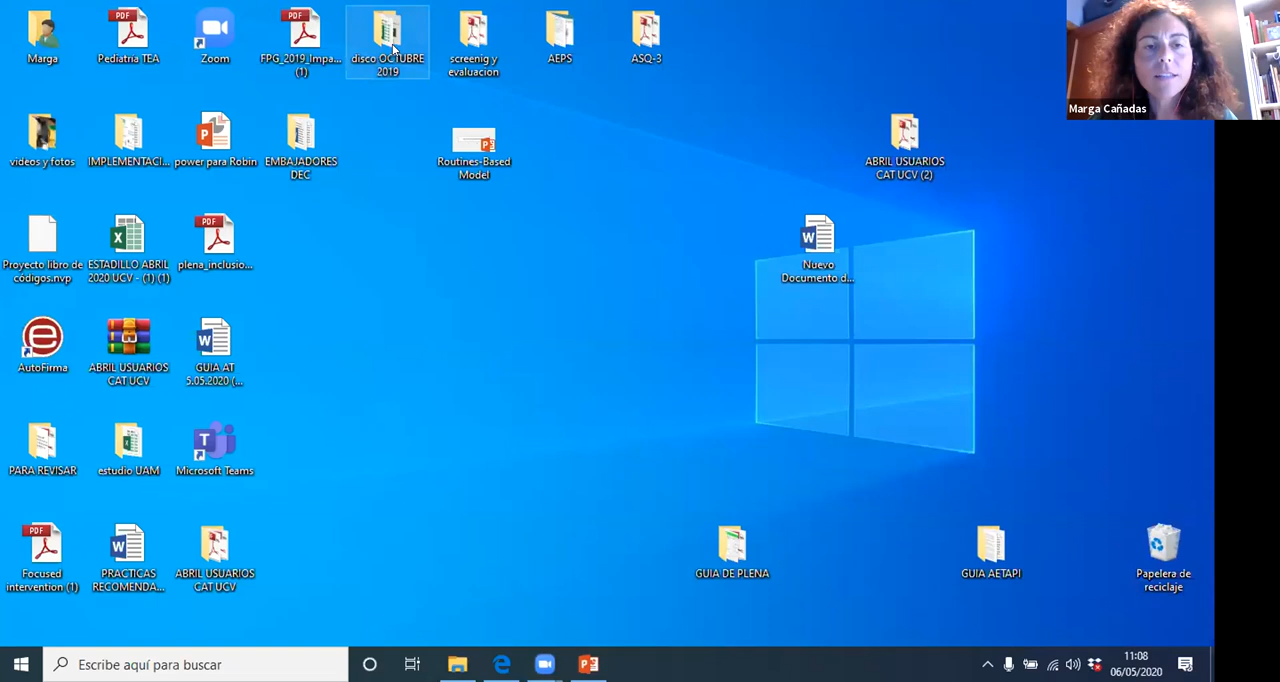 Marga
Pediatria TEA
Zoom
FPG_2019_Impa...
(1)
disco OCTUBRE
2019
screenig y
evaluacion
AEPS
ASQ-3
Marga Cañadas
videos y fotos
IMPLEMENTACI...
power para Robin
EMBAJADORES
DEC
Routines-Based
Model
ABRIL USUARIOS
CAT UCV (2)
Proyecto libro de
códigos.nvp
ESTADILLO ABRIL
2020 UCV - (1) (1)
PDF
plena_inclusio...
Nuevo
Documento d...
AutoFirma
ABRIL USUARIOS
CAT UCV
GUIA AT
5.05.2020 (...
PARA REVISAR
estudio UAM
Microsoft Teams
PDF
Focused
intervention (1)
PRACTICAS
RECOMENDA...
ABRIL USUARIOS
CAT UCV
GUIA DE PLENA
GUIA AETAPI
Papelera de
reciclaje
Escribe aquí para buscar
11:08
06/05/2020